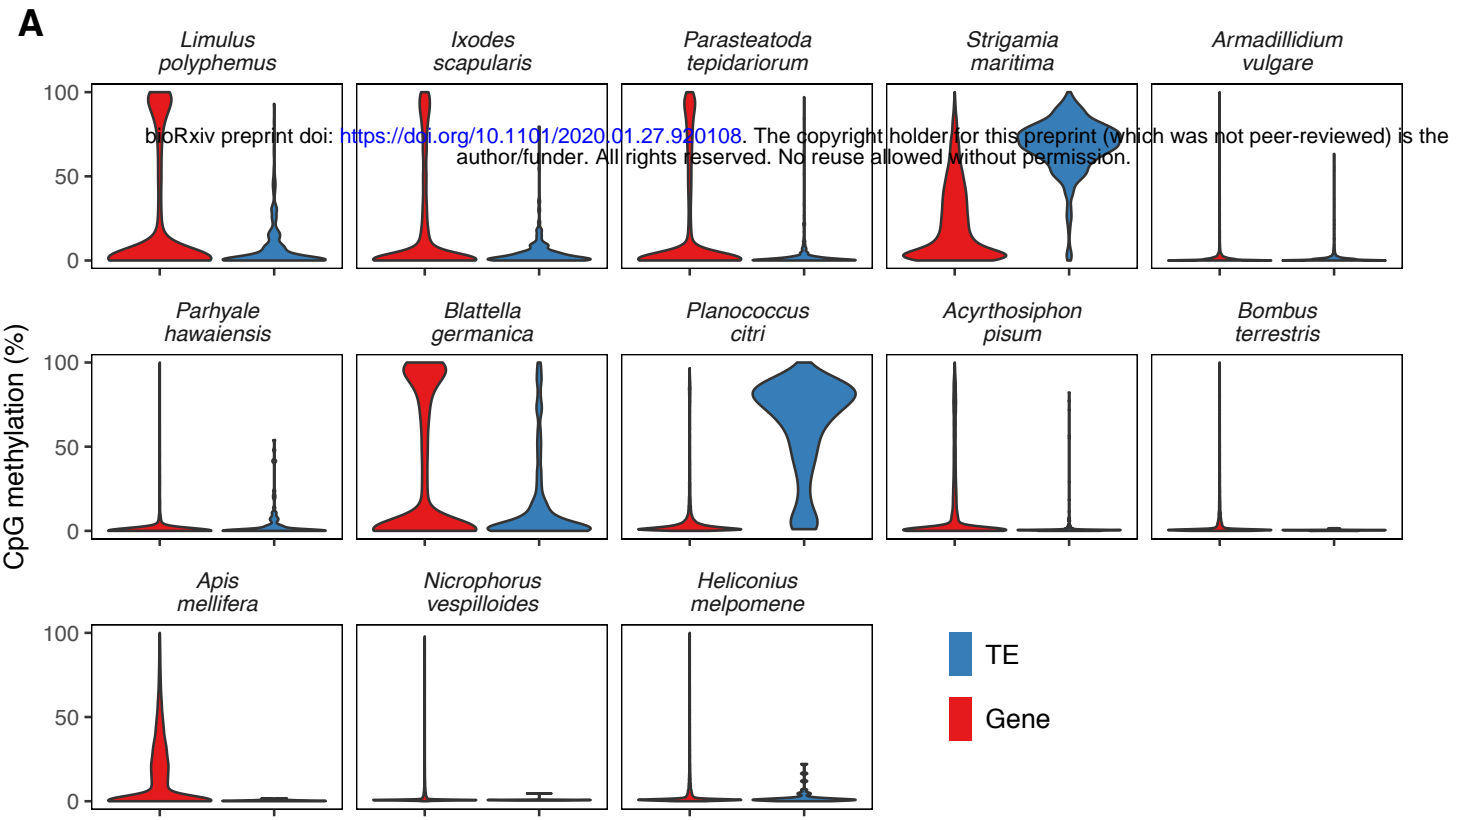 A
Limulus
polyphemus
Ixodes
scapularis
Parasteatoda
tepidariorum
Strigamia
maritima
Armadillidium
vulgare
100
bioRxiv preprint doi: https://doi.org/10.1101/2020.01.27.920108. The copyright holder for this preprint (which was not peer-reviewed) is the
author/funder. All rights reserved. No reuse allowed without permission.
50
0
Parhyale
hawaiensis
Blattella
germanica
Planococcus
citri
Acyrthosiphon
pisum
Bombus
terrestris
CpG methylation (%)
100
50
0
Apis
mellifera
Nicrophorus
vespilloides
Heliconius
melpomene
100
50
0
TE
Gene